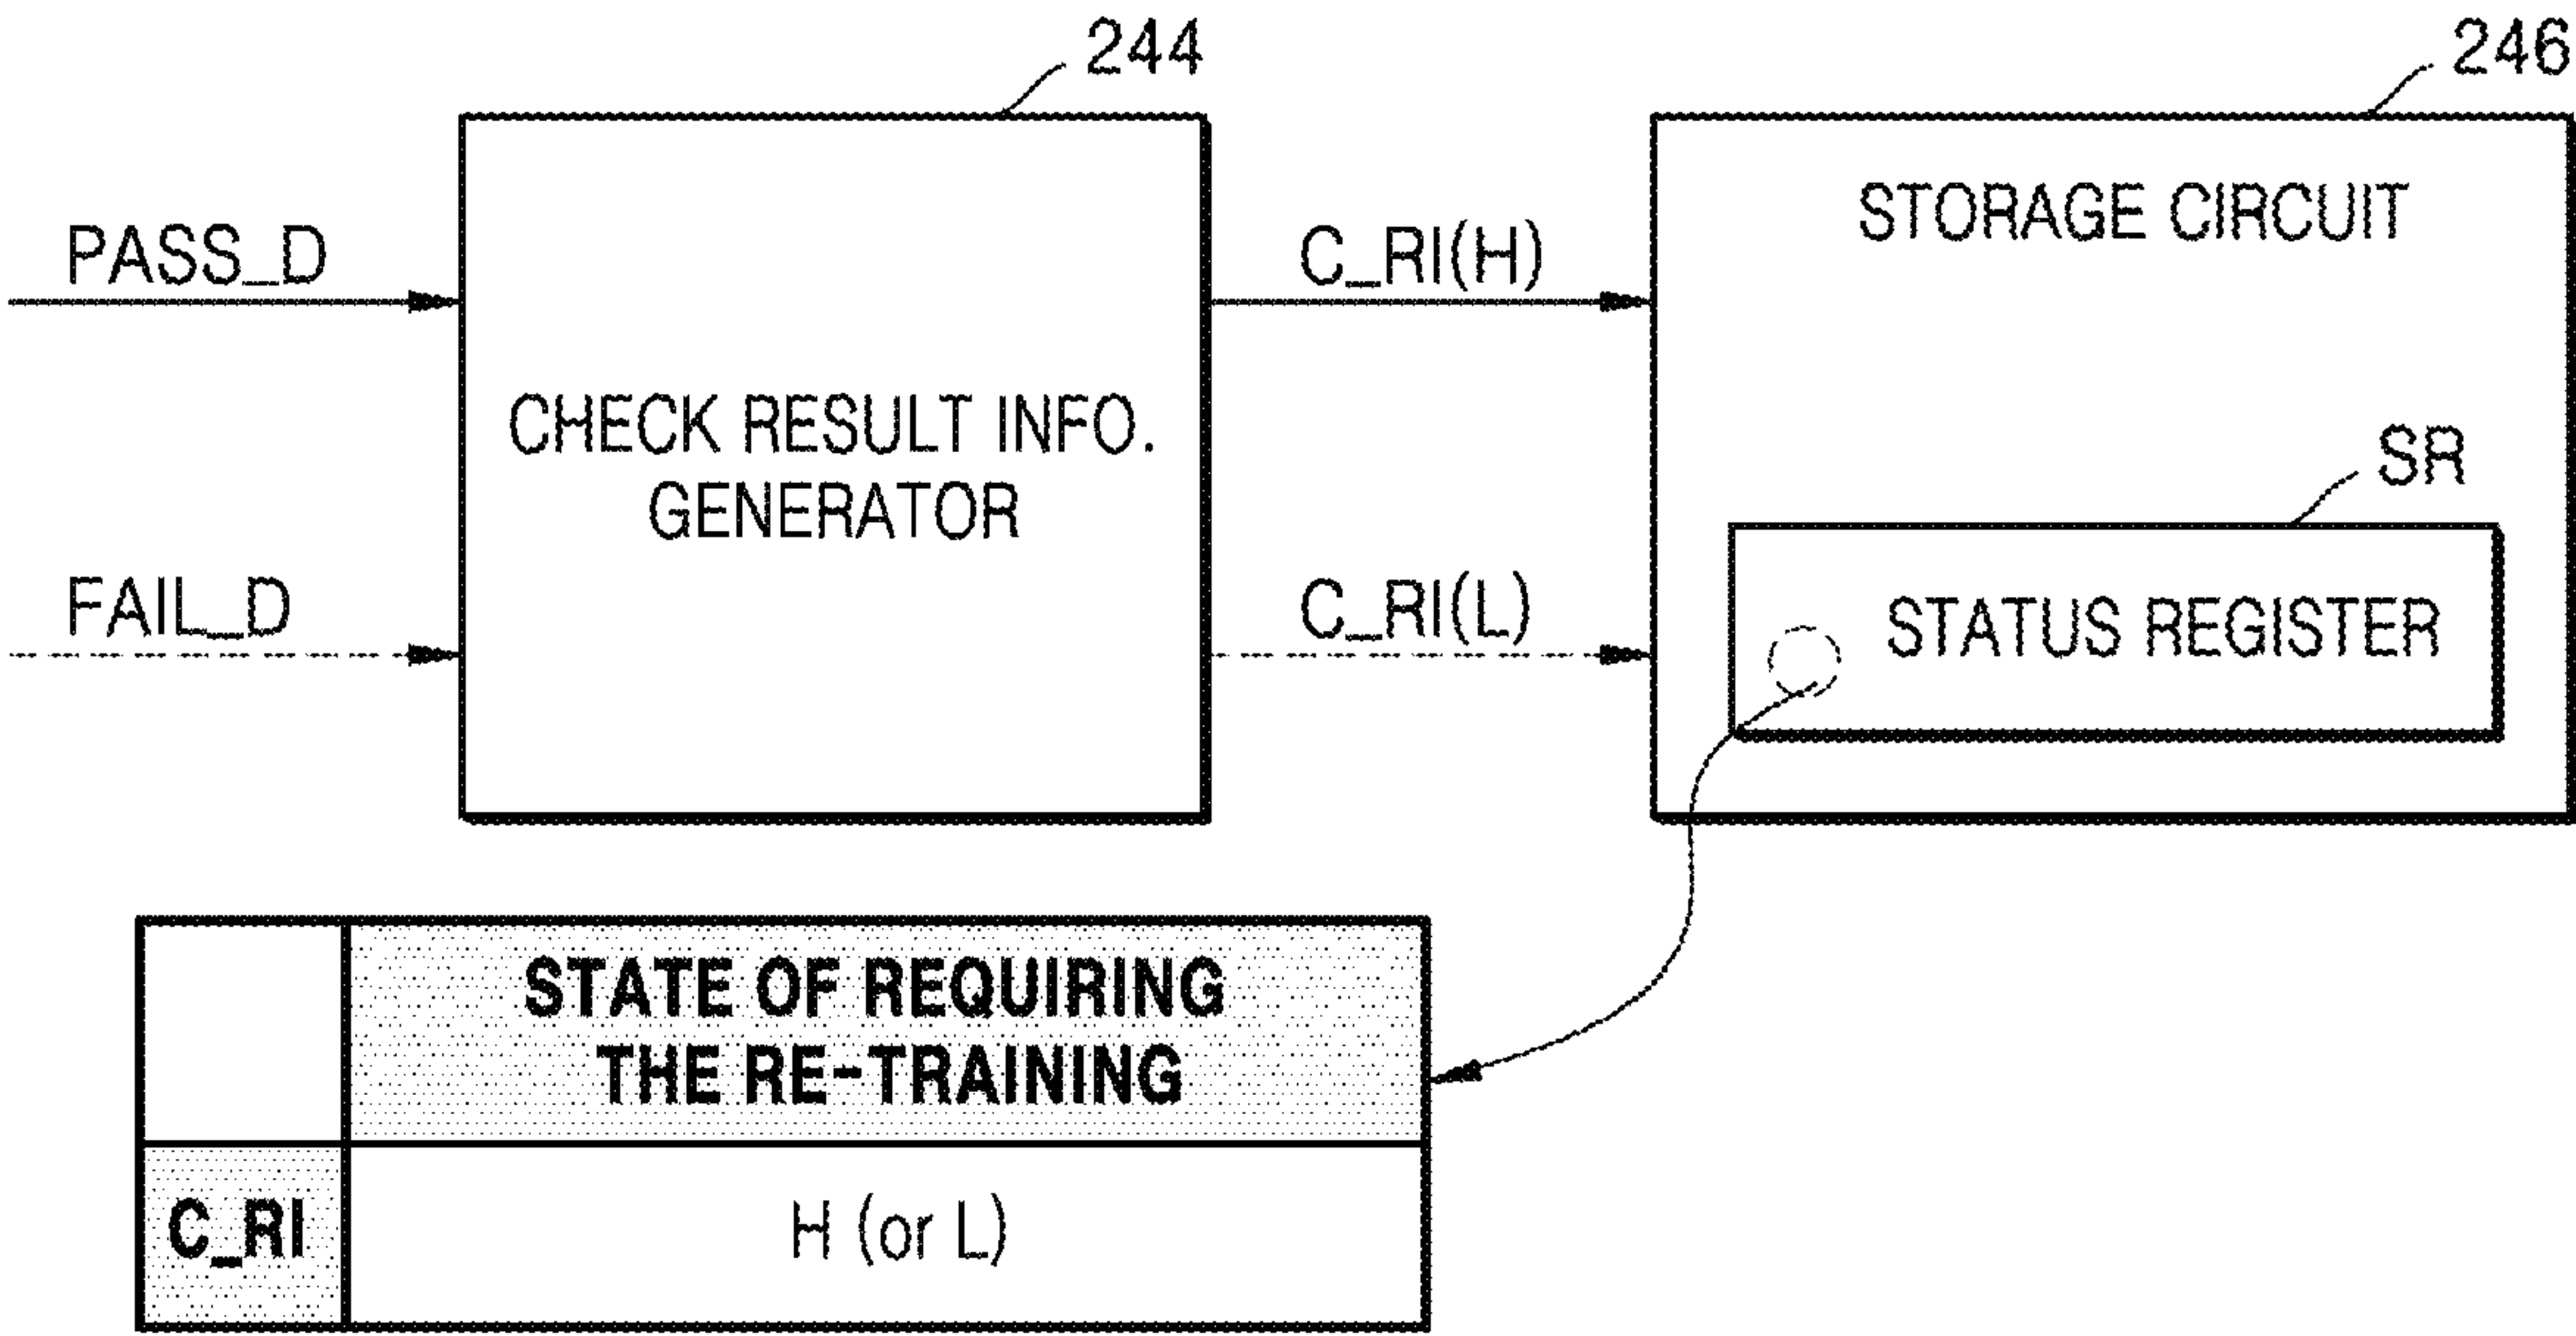 244
246
PASS_D
C_RI(H)
STORAGE CIRCUIT
CHECK RESULT INFO.
GENERATOR
SR
FAIL_D
C_RI(L)
STATUS REGISTER
STATE OF REQUIRING
THE RE-TRAINING
C_RI
H (or L)